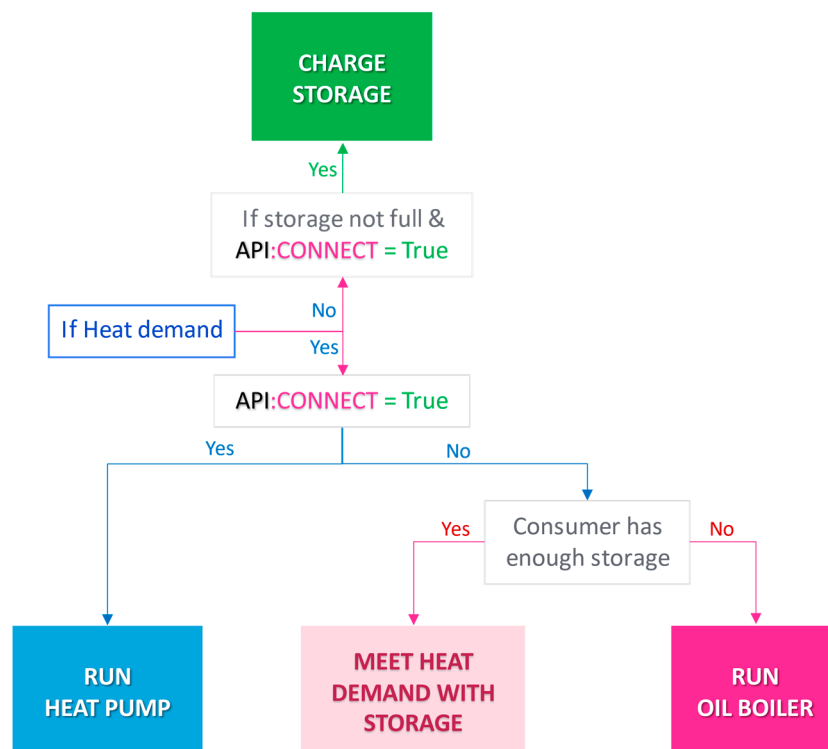 CHARGE
STORAGE
Yes
If storage not full &
API:CONNECT = True
No
If Heat demand
Yes
API:CONNECT = True
Yes
No
Yes
Consumer has
enough storage
No
RUN
HEAT PUMP
MEET HEAT
DEMAND WITH
STORAGE
RUN
OIL BOILER